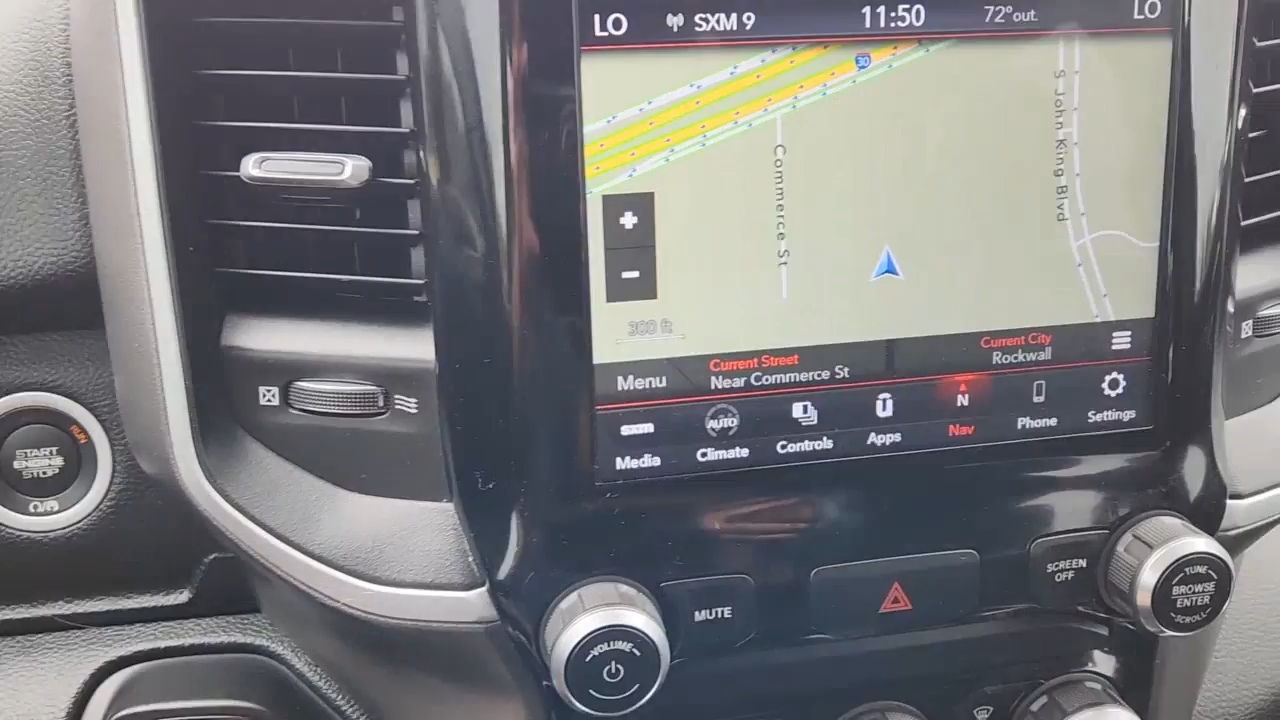 LO SXM 9 11:50 72°out. LO
30
Commerce St
S John King Blvd
300 ft
Menu
Current Street
Near Commerce St
Current City
Rockwall
Media
AUTO
Climate
Controls
Apps
N
Nav
Phone
Settings
START
ENGINE
STOP
RUN
MUTE
SCREEN
OFF
VOLUME
TUNE
BROWSE
ENTER
SCROLL